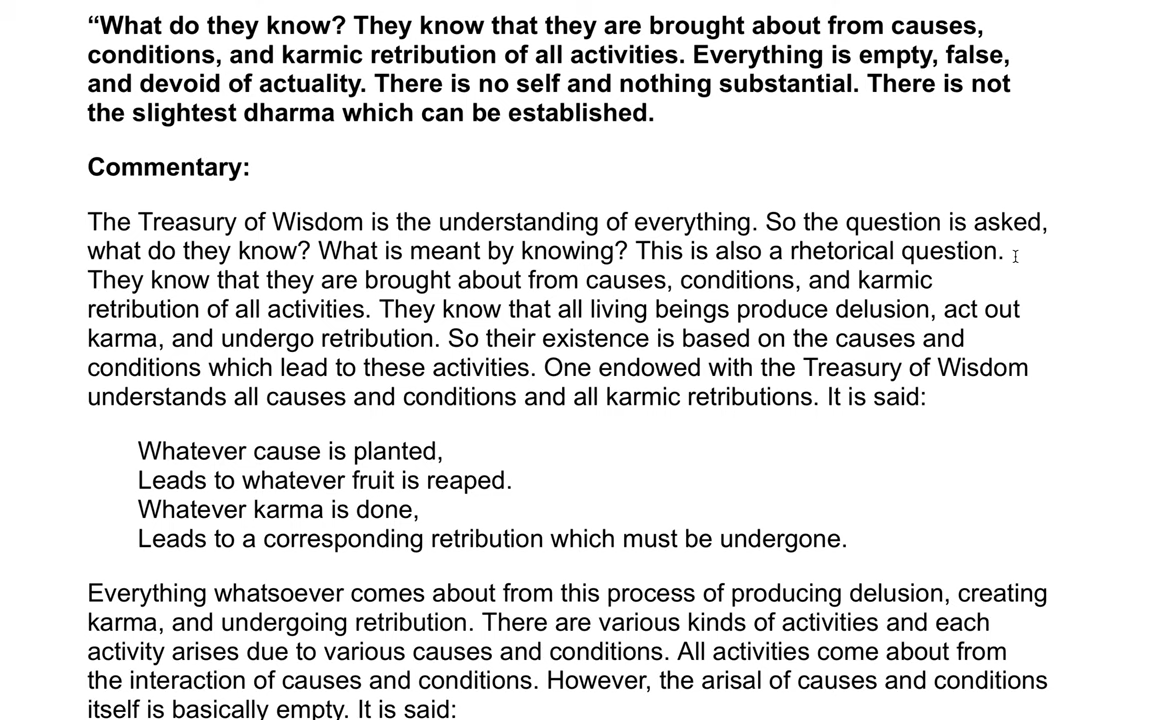 “What do they know? They know that they are brought about from causes,
conditions, and karmic retribution of all activities. Everything is empty, false,
and devoid of actuality. There is no self and nothing substantial. There is not
the slightest dharma which can be established.
Commentary:
The Treasury of Wisdom is the understanding of everything. So the question is asked,
what do they know? What is meant by knowing? This is also a rhetorical question.
They know that they are brought about from causes, conditions, and karmic
retribution of all activities. They know that all living beings produce delusion, act out
karma, and undergo retribution. So their existence is based on the causes and
conditions which lead to these activities. One endowed with the Treasury of Wisdom
understands all causes and conditions and all karmic retributions. It is said:
Whatever cause is planted,
Leads to whatever fruit is reaped.
Whatever karma is done,
Leads to a corresponding retribution which must be undergone.
Everything whatsoever comes about from this process of producing delusion, creating
karma, and undergoing retribution. There are various kinds of activities and each
activity arises due to various causes and conditions. All activities come about from
the interaction of causes and conditions. However, the arisal of causes and conditions
itself is basically empty. It is said: